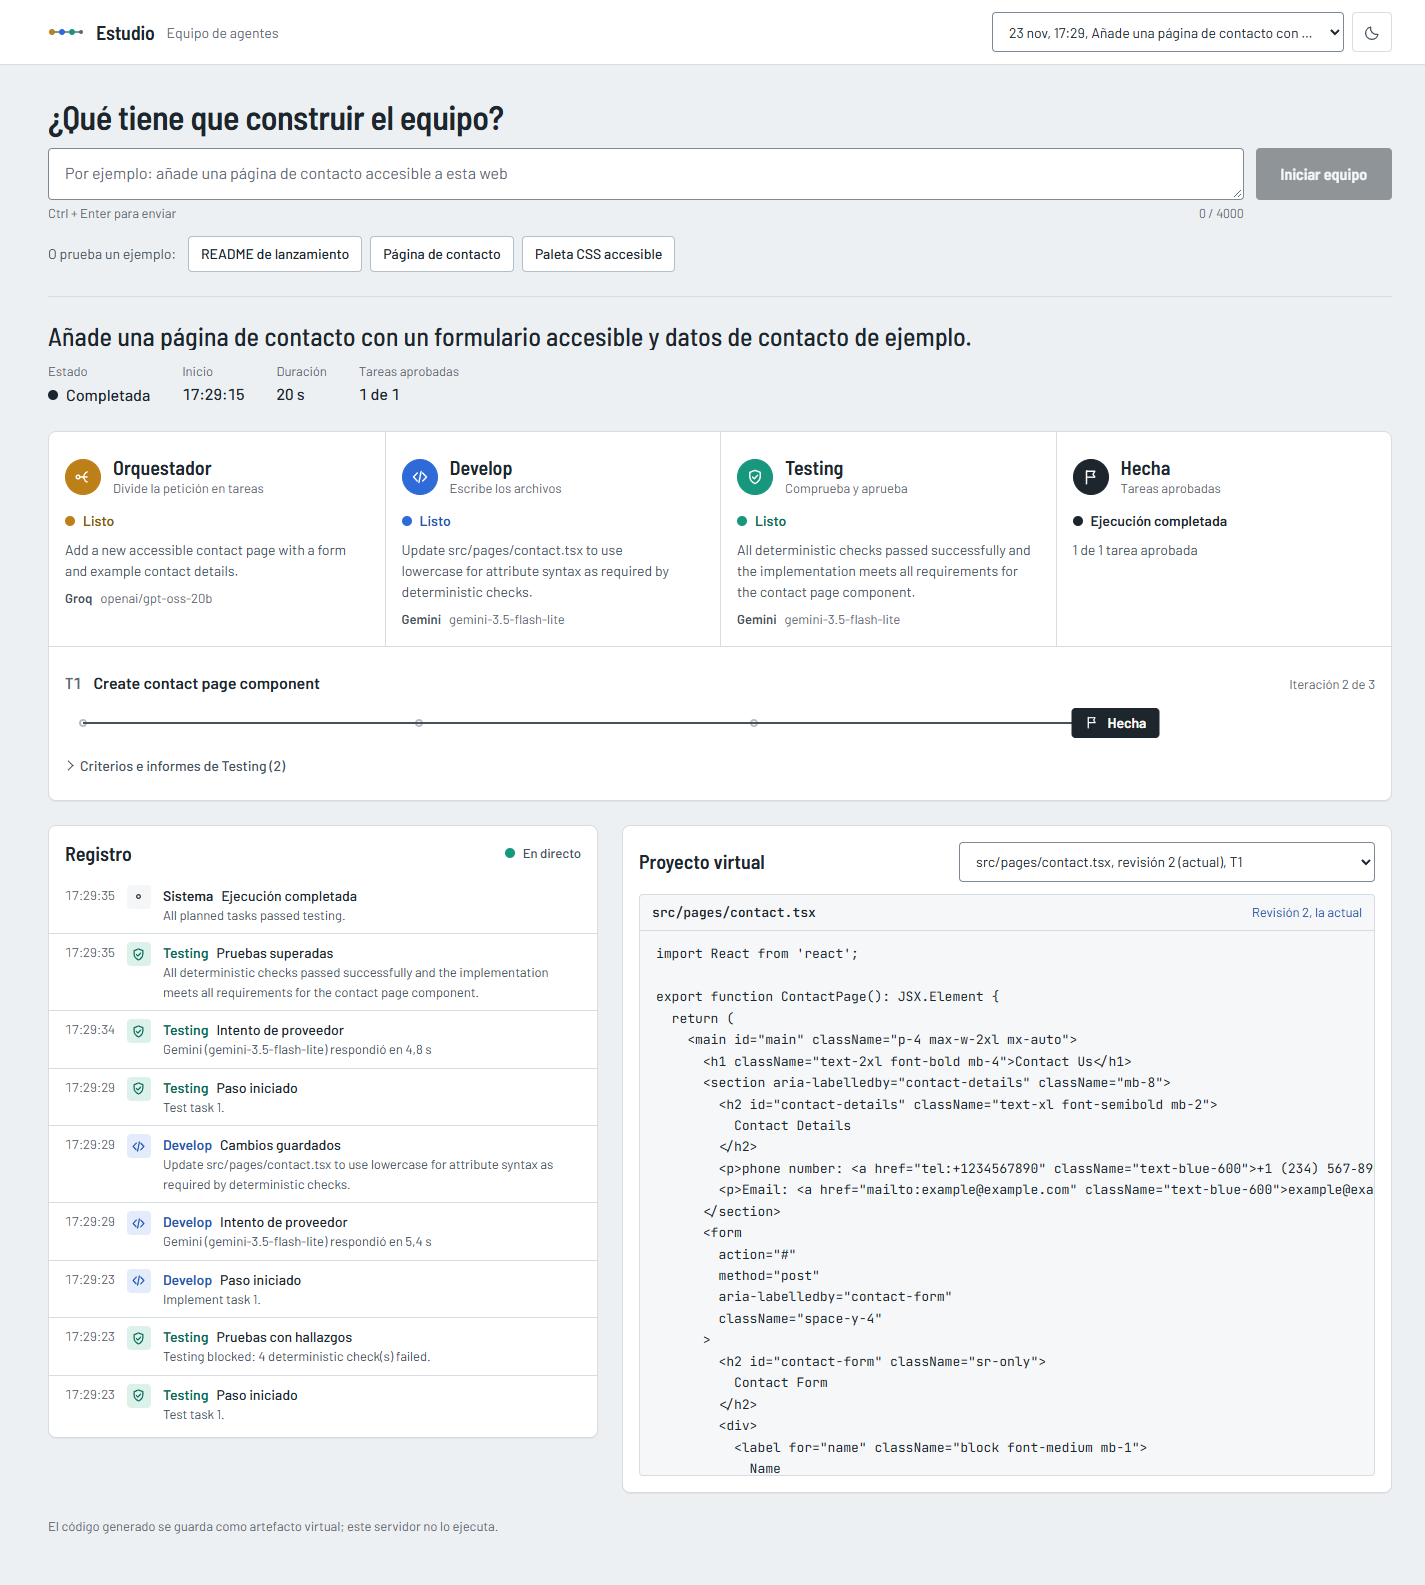 Estudio Equipo de agentes
23 nov, 17:29, Añade una página de contacto con ...
¿Qué tiene que construir el equipo?
Por ejemplo: añade una página de contacto accesible a esta web
Iniciar equipo
Ctrl + Enter para enviar
0 / 4000
O prueba un ejemplo:
README de lanzamiento
Página de contacto
Paleta CSS accesible
Añade una página de contacto con un formulario accesible y datos de contacto de ejemplo.
Estado
Completada
Inicio
17:29:15
Duración
20 s
Tareas aprobadas
1 de 1
Orquestador
Divide la petición en tareas
Listo
Add a new accessible contact page with a form
and example contact details.
Groq openai/gpt-oss-20b
Develop
Escribe los archivos
Listo
Update src/pages/contact.tsx to use
lowercase for attribute syntax as required by
deterministic checks.
Gemini gemini-3.5-flash-lite
Testing
Comprueba y aprueba
Listo
All deterministic checks passed successfully and
the implementation meets all requirements for
the contact page component.
Gemini gemini-3.5-flash-lite
Hecha
Tareas aprobadas
Ejecución completada
1 de 1 tarea aprobada
T1 Create contact page component
Iteración 2 de 3
Hecha
Criterios e informes de Testing (2)
Registro
En directo
17:29:35 Sistema Ejecución completada
All planned tasks passed testing.
17:29:35 Testing Pruebas superadas
All deterministic checks passed successfully and the implementation
meets all requirements for the contact page component.
17:29:34 Testing Intento de proveedor
Gemini (gemini-3.5-flash-lite) respondió en 4,8 s
17:29:29 Testing Paso iniciado
Test task 1.
17:29:29 Develop Cambios guardados
Update src/pages/contact.tsx to use lowercase for attribute syntax as
required by deterministic checks.
17:29:29 Develop Intento de proveedor
Gemini (gemini-3.5-flash-lite) respondió en 5,4 s
17:29:23 Develop Paso iniciado
Implement task 1.
17:29:23 Testing Pruebas con hallazgos
Testing blocked: 4 deterministic check(s) failed.
17:29:23 Testing Paso iniciado
Test task 1.
Proyecto virtual
src/pages/contact.tsx, revisión 2 (actual), T1
src/pages/contact.tsx
Revisión 2, la actual
import React from 'react';
export function ContactPage(): JSX.Element {
return (
<main id="main" className="p-4 max-w-2xl mx-auto">
<h1 className="text-2xl font-bold mb-4">Contact Us</h1>
<section aria-labelledby="contact-details" className="mb-8">
<h2 id="contact-details" className="text-xl font-semibold mb-2">
Contact Details
</h2>
<p>phone number: <a href="tel:+1234567890" className="text-blue-600">+1 (234) 567-89
<p>Email: <a href="mailto:example@example.com" className="text-blue-600">example@exa
</section>
<form
action="#"
method="post"
aria-labelledby="contact-form"
className="space-y-4"
>
<h2 id="contact-form" className="sr-only">
Contact Form
</h2>
<div>
<label for="name" className="block font-medium mb-1">
Name
El código generado se guarda como artefacto virtual; este servidor no lo ejecuta.